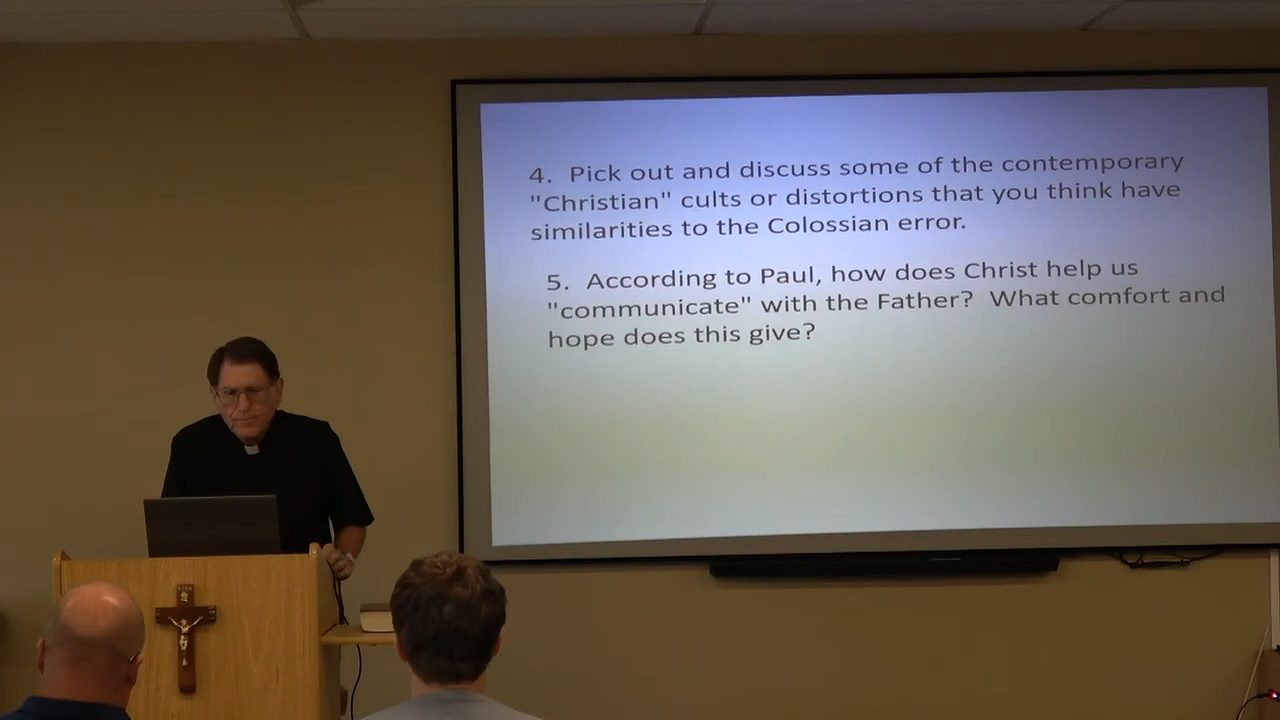 4. Pick out and discuss some of the contemporary
"Christian" cults or distortions that you think have
similarities to the Colossian error.
5. According to Paul, how does Christ help us
"communicate" with the Father? What comfort and
hope does this give?